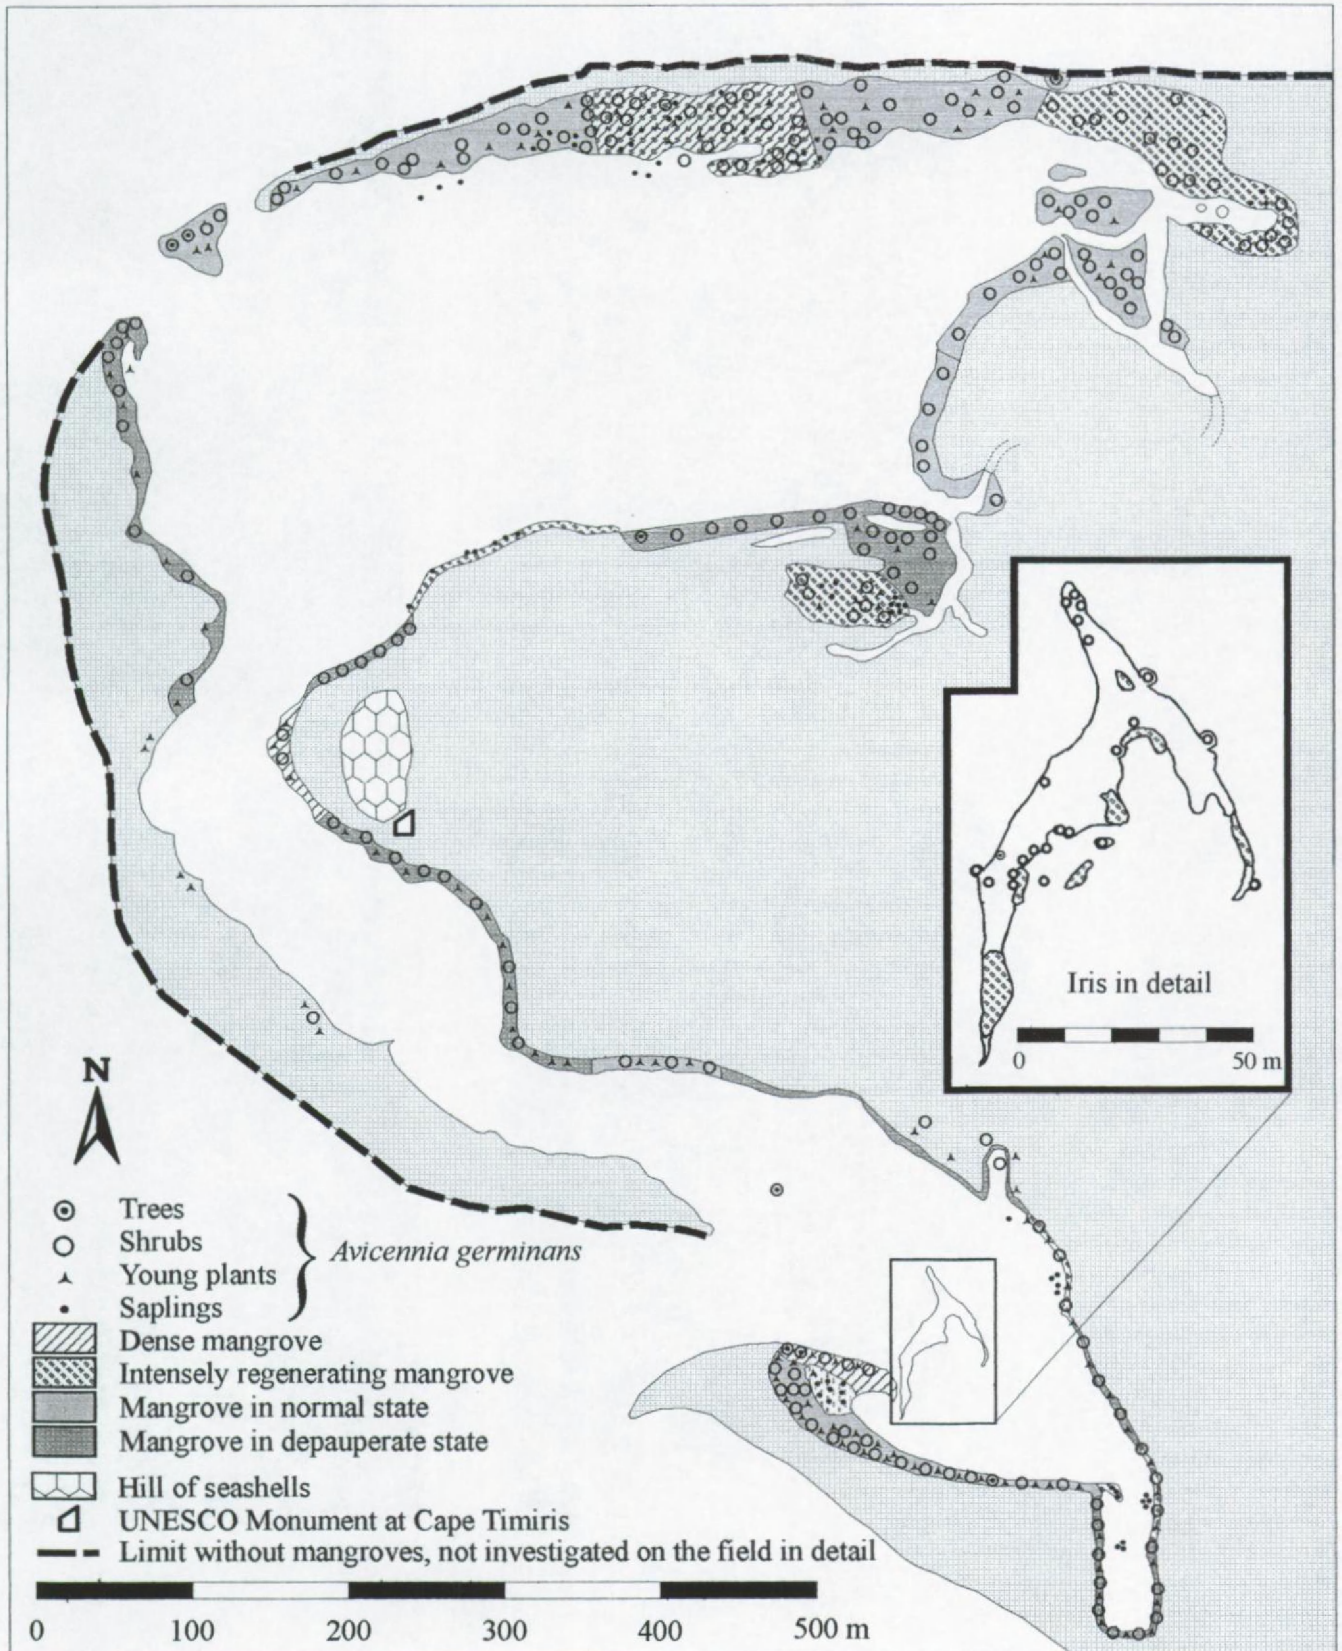 Iris in detail
0 50 m
N
Trees
Shrubs
Avicennia germinans
Young plants
Saplings
Dense mangrove
Intensely regenerating mangrove
Mangrove in normal state
Mangrove in depauperate state
Hill of seashells
UNESCO Monument at Cape Timiris
Limit without mangroves, not investigated on the field in detail
0 100 200 300 400 500 m